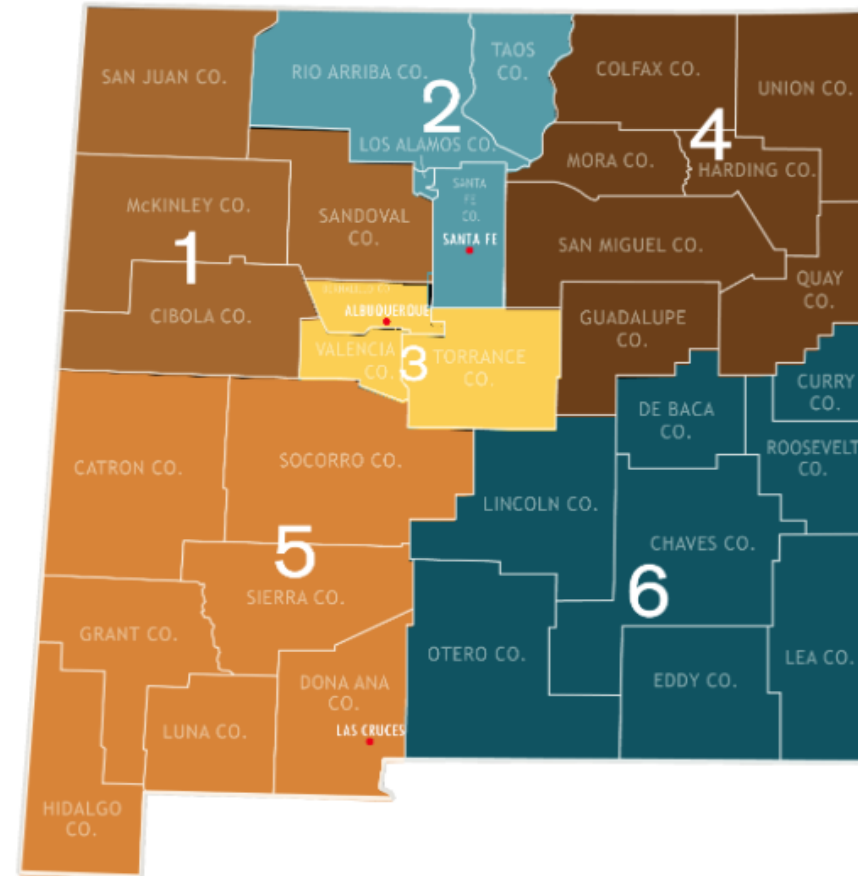 SAN JUAN CO.
RIO ARRIBA CO.
TAOS
CO.
COLFAX CO.
UNION CO.
2
LOS ALAMOS CO.
4
MORA CO.
HARDING CO.
McKINLEY CO.
SANDOVAL
CO.
SANTA
FE
CO.
SANTA FE
SAN MIGUEL CO.
1
QUAY
CO.
CIBOLA CO.
ALBUQUERQUE
GUADALUPE
CO.
VALENCIA
CO.
3
TORRANCE
CO.
CURRY
CO.
DE BACA
CO.
CATRON CO.
SOCORRO CO.
ROOSEVELT
CO.
LINCOLN CO.
5
CHAVES CO.
6
SIERRA CO.
GRANT CO.
OTERO CO.
LEA CO.
EDDY CO.
DONA ANA
CO.
LUNA CO.
LAS CRUCES
HIDALGO
CO.